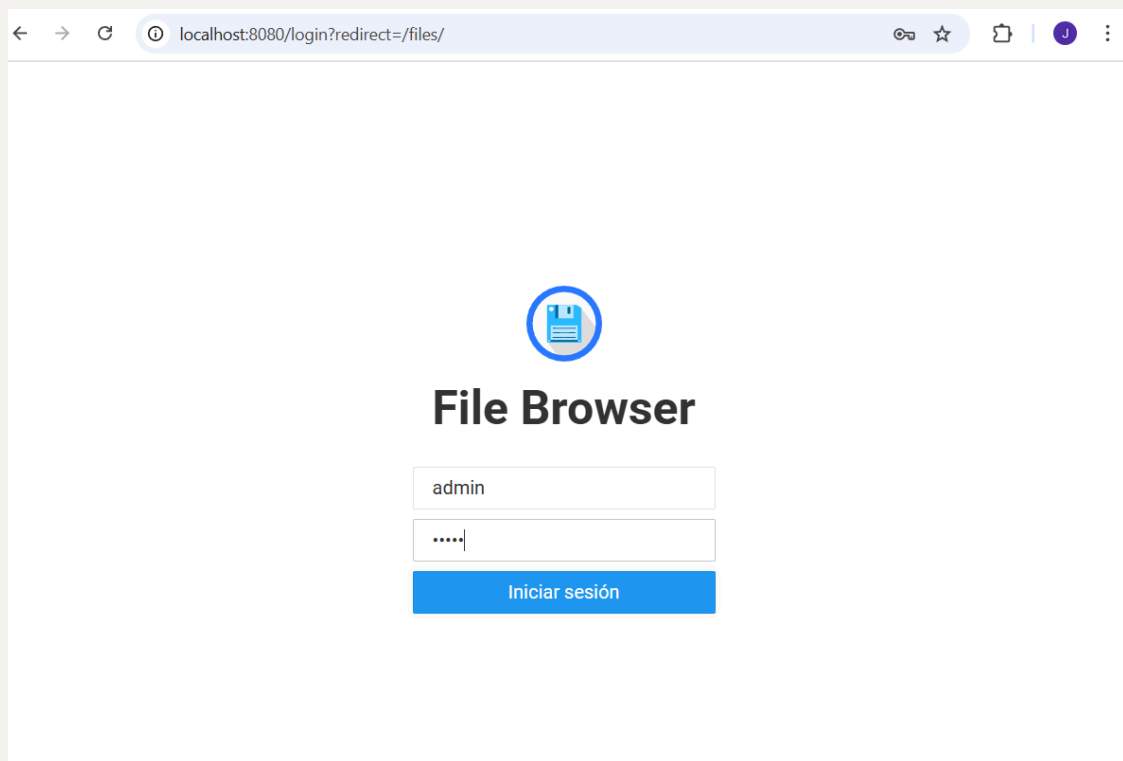 localhost:8080/login?redirect=/files/
J
File Browser
admin
•••••
Iniciar sesión